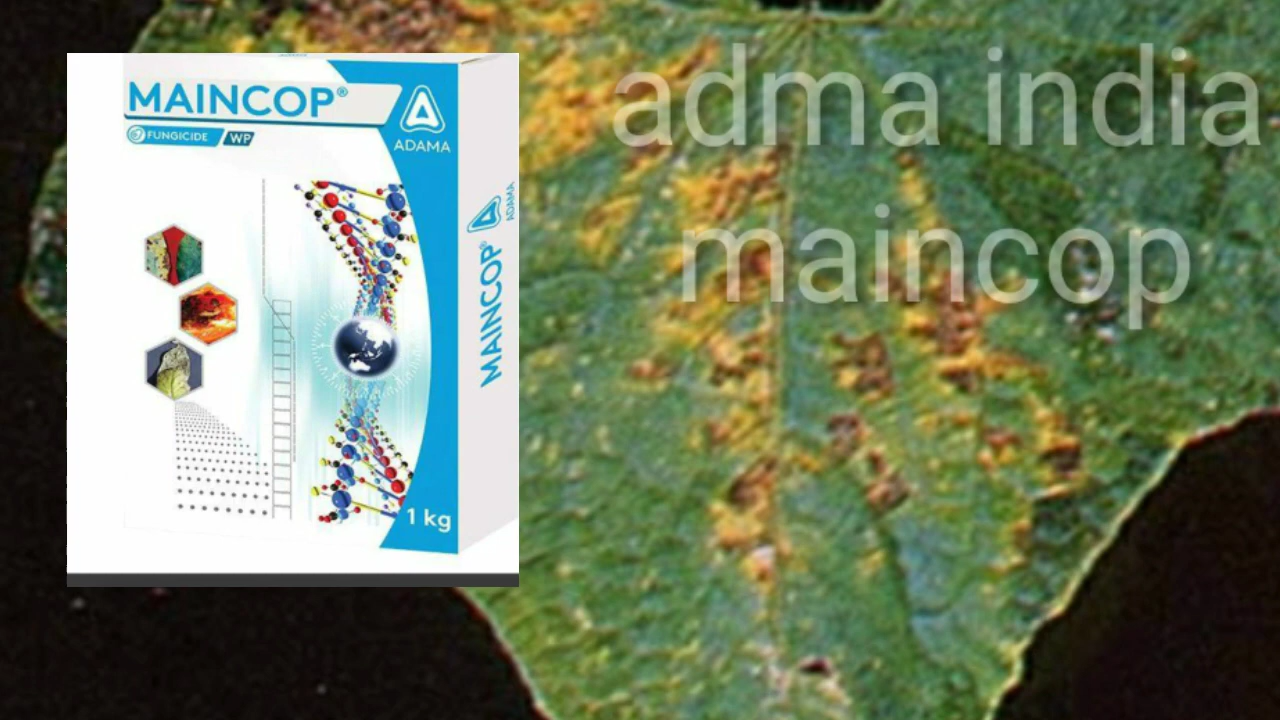 MAINCOP®
FUNGICIDE WP
ADAMA
MAINCOP®
ADAMA
1 kg
adma india
maincop